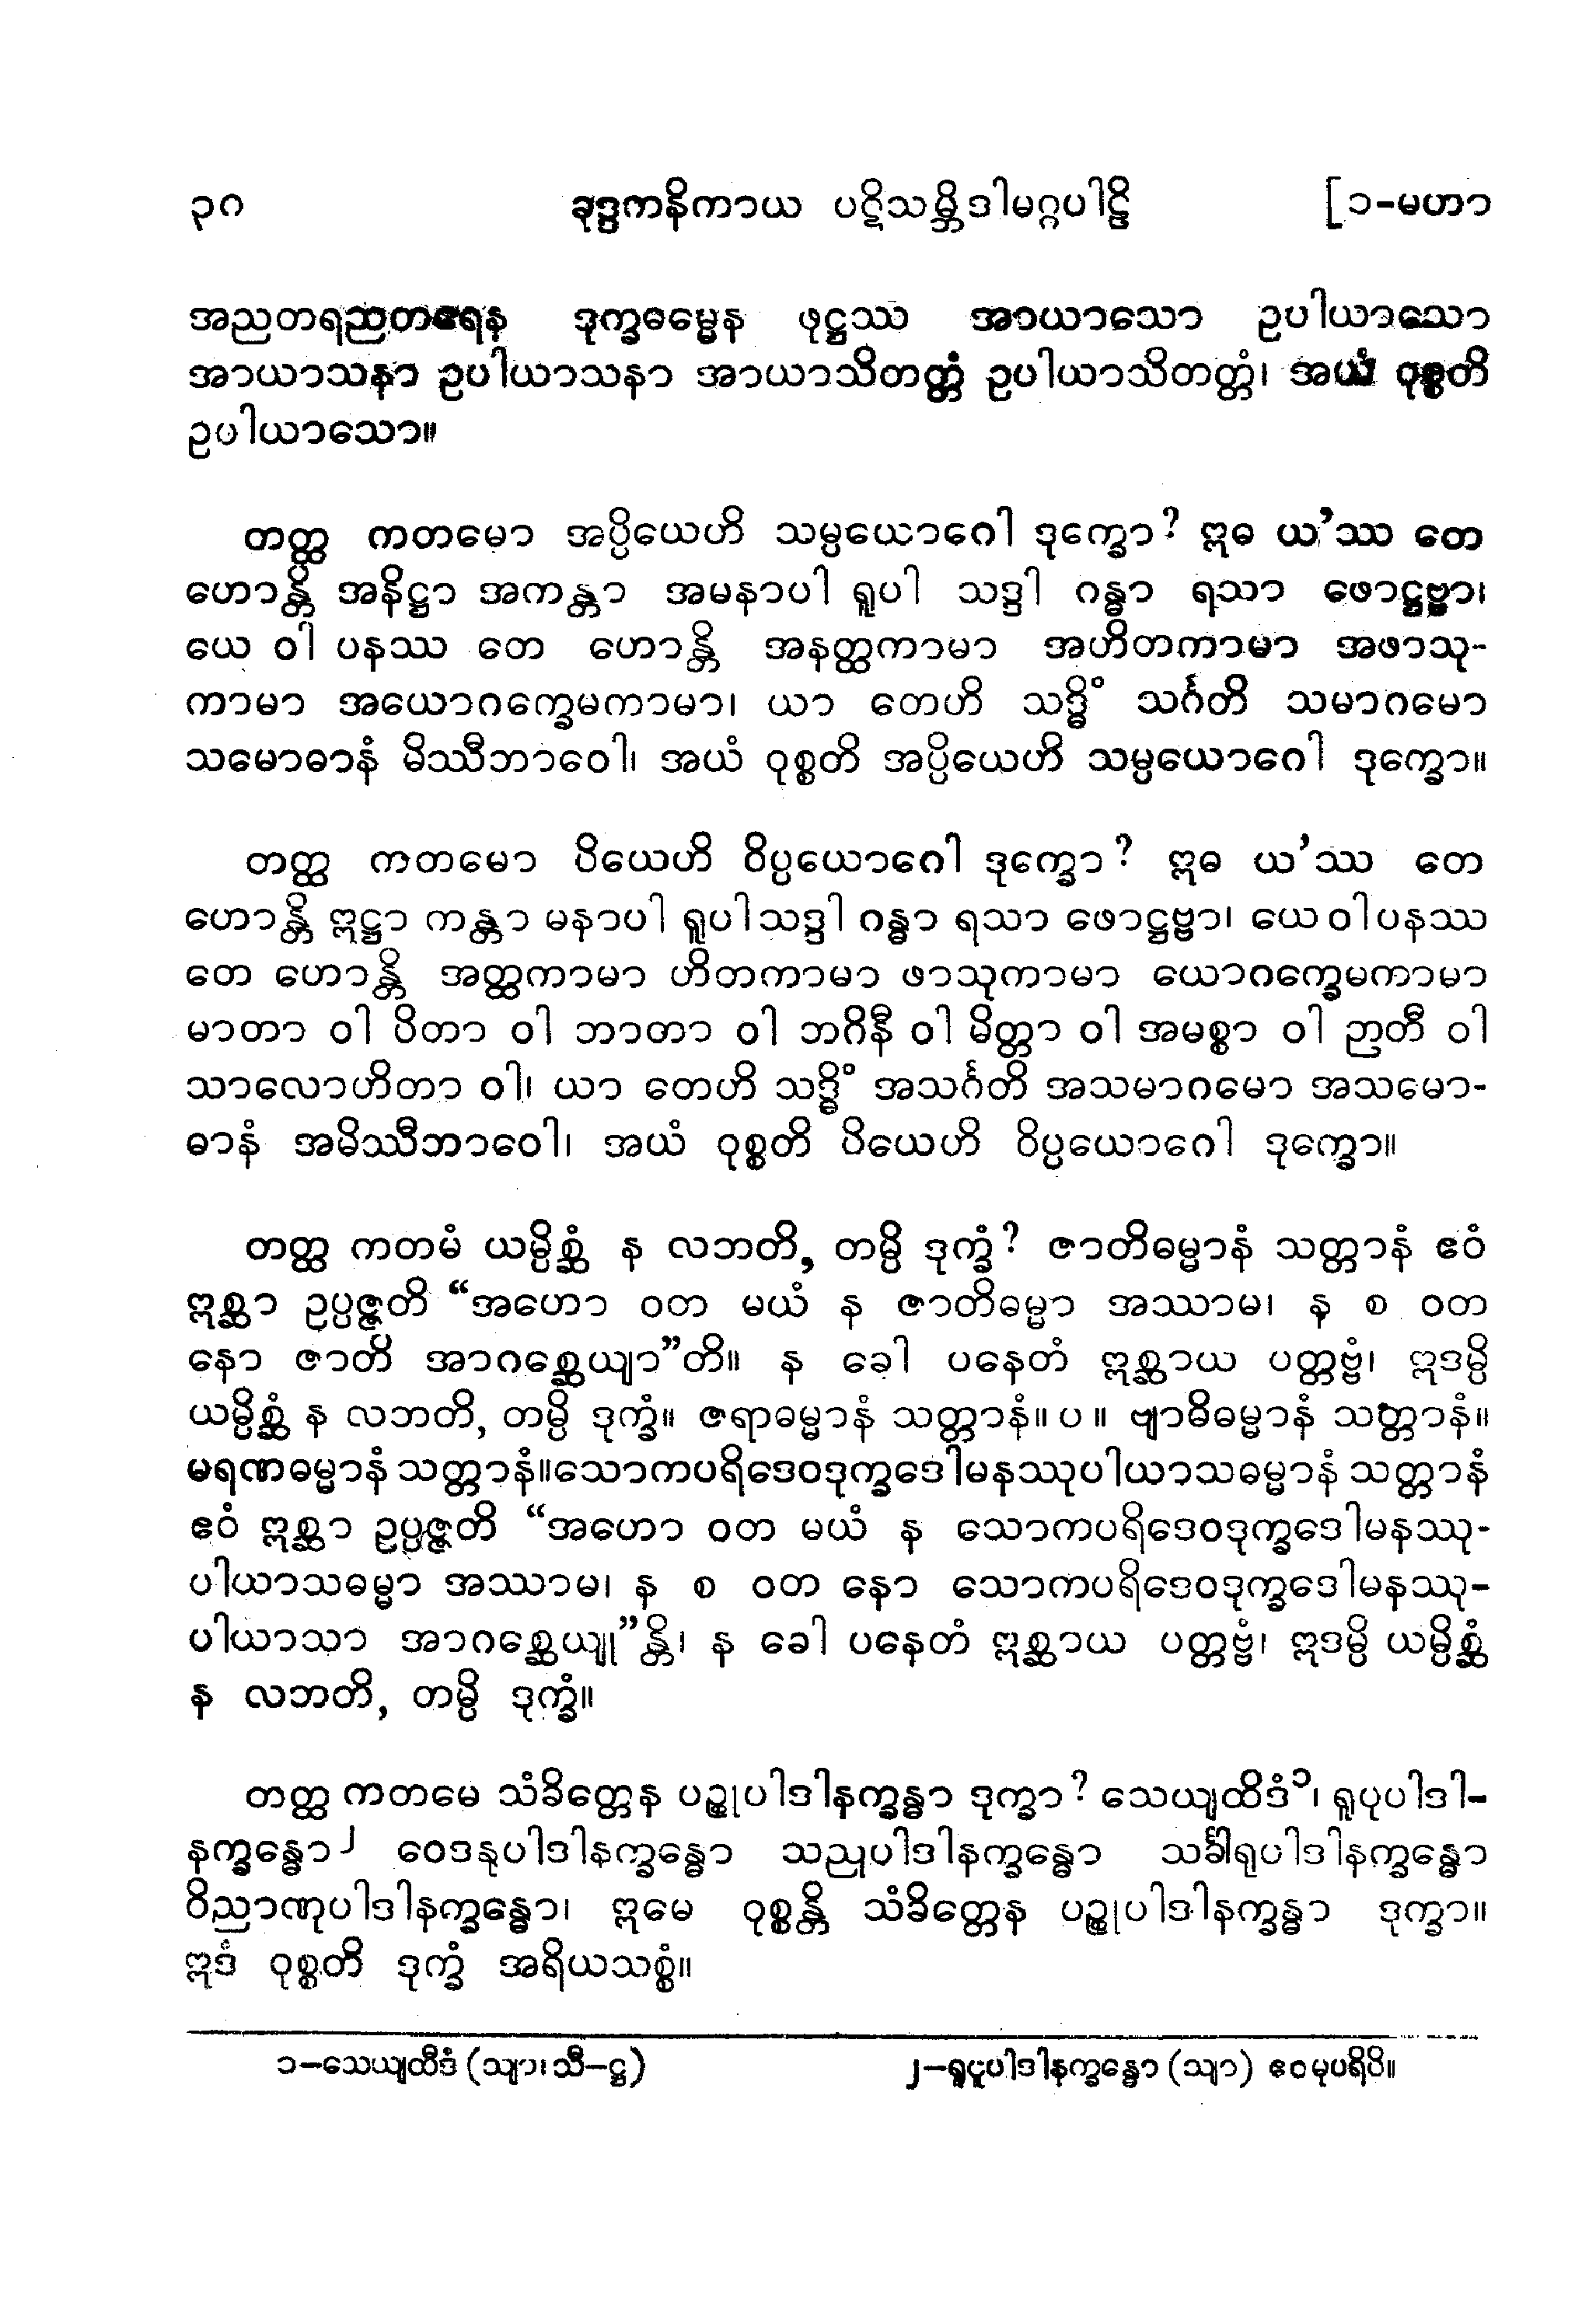 ၃၈ ခုဒ္ဒကနိကာယ ပဋိသမ္ဘိဒါမဂ္ဂပါဠိ [၁-မဟာ
အညတရညတရေန ဒုက္ခဓမ္မေန ဖုဋ္ဌဿ အာယာသော ဥပါယာသော
အာယာသနာ ဥပါယာသနာ အာယာသိတတ္တံ ဥပါယာသိတတ္တံ၊ အယံ ဝုစ္စတိ
ဥပါယာသော။
တတ္ထ ကတမော အပ္ပိယေဟိ သမ္ပယောဂေါ ဒုက္ခော? ဣဓ ယ’ဿ တေ
ဟောန္တိ အနိဋ္ဌာ အကန္တာ အမနာပါ ရူပါ သဒ္ဒါ ဂန္ဓာ ရသာ ဖောဋ္ဌဗ္ဗာ၊
ယေ ဝါ ပနဿ တေ ဟောန္တိ အနတ္ထကာမာ အဟိတကာမာ အဖာသု-
ကာမာ အယောဂက္ခေမကာမာ၊ ယာ တေဟိ သဒ္ဓိံ သင်္ဂတိ သမာဂမော
သမောဓာနံ မိဿီဘာဝေါ၊ အယံ ဝုစ္စတိ အပ္ပိယေဟိ သမ္ပယောဂေါ ဒုက္ခော။
တတ္ထ ကတမော ပိယေဟိ ဝိပ္ပယောဂေါ ဒုက္ခော? ဣဓ ယ’ဿ တေ
ဟောန္တိ ဣဋ္ဌာ ကန္တာ မနာပါ ရူပါ သဒ္ဒါ ဂန္ဓာ ရသာ ဖောဋ္ဌဗ္ဗာ၊ ယေ ဝါ ပနဿ
တေ ဟောန္တိ အတ္ထကာမာ ဟိတကာမာ ဖာသုကာမာ ယောဂက္ခေမကာမာ
မာတာ ဝါ ပိတာ ဝါ ဘာတာ ဝါ ဘဂိနီ ဝါ မိတ္တာ ဝါ အမစ္စာ ဝါ ဉာတီ ဝါ
သာလောဟိတာ ဝါ၊ ယာ တေဟိ သဒ္ဓိံ အသင်္ဂတိ အသမာဂမော အသမော-
ဓာနံ အမိဿီဘာဝေါ၊ အယံ ဝုစ္စတိ ပိယေဟိ ဝိပ္ပယောဂေါ ဒုက္ခော။
တတ္ထ ကတမံ ယမ္ပိစ္ဆံ န လဘတိ, တမ္ပိ ဒုက္ခံ? ဇာတိဓမ္မာနံ သတ္တာနံ ဧဝံ
ဣစ္ဆာ ဥပ္ပဇ္ဇတိ “အဟော ဝတ မယံ န ဇာတိဓမ္မာ အဿာမ၊ န စ ဝတ
နော ဇာတိ အာဂစ္ဆေယျာ”တိ။ န ခေါ ပနေတံ ဣစ္ဆာယ ပတ္တဗ္ဗံ၊ ဣဒမ္ပိ
ယမ္ပိစ္ဆံ န လဘတိ, တမ္ပိ ဒုက္ခံ။ ဇရာဓမ္မာနံ သတ္တာနံ။ ပ ။ ဗျာဓိဓမ္မာနံ သတ္တာနံ။
မရဏဓမ္မာနံ သတ္တာနံ။ သောကပရိဒေဝဒုက္ခဒေါမနဿုပါယာသဓမ္မာနံ သတ္တာနံ
ဧဝံ ဣစ္ဆာ ဥပ္ပဇ္ဇတိ “အဟော ဝတ မယံ န သောကပရိဒေဝဒုက္ခဒေါမနဿု-
ပါယာသဓမ္မာ အဿာမ၊ န စ ဝတ နော သောကပရိဒေဝဒုက္ခဒေါမနဿု-
ပါယာသာ အာဂစ္ဆေယျု”န္တိ၊ န ခေါ ပနေတံ ဣစ္ဆာယ ပတ္တဗ္ဗံ၊ ဣဒမ္ပိ ယမ္ပိစ္ဆံ
န လဘတိ, တမ္ပိ ဒုက္ခံ။
တတ္ထ ကတမေ သံခိတ္တေန ပဉ္စုပါဒါနက္ခန္ဓာ ဒုက္ခာ? သေယျထိဒံ၁၊ ရူပုပါဒါ-
နက္ခန္ဓော၂ ဝေဒနုပါဒါနက္ခန္ဓော သညုပါဒါနက္ခန္ဓော သင်္ခါရုပါဒါနက္ခန္ဓော
ဝိညာဏုပါဒါနက္ခန္ဓော၊ ဣမေ ဝုစ္စန္တိ သံခိတ္တေန ပဉ္စုပါဒါနက္ခန္ဓာ ဒုက္ခာ။
ဣဒံ ဝုစ္စတိ ဒုက္ခံ အရိယသစ္စံ။
၁−သေယျထီဒံ (သျာ၊ သီ−ဋ္ဌ) ၂−ရူပူပါဒါနက္ခန္ဓော (သျာ) ဧဝမုပရိပိ။